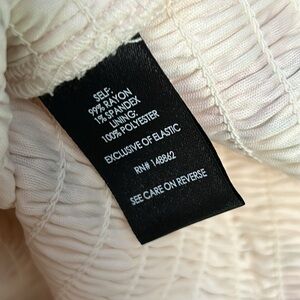 SELF:
99% RAYON
1% SPANDEX
LINING:
100% POLYESTER
EXCLUSIVE OF ELASTIC
RN# 148862
SEE CARE ON REVERSE